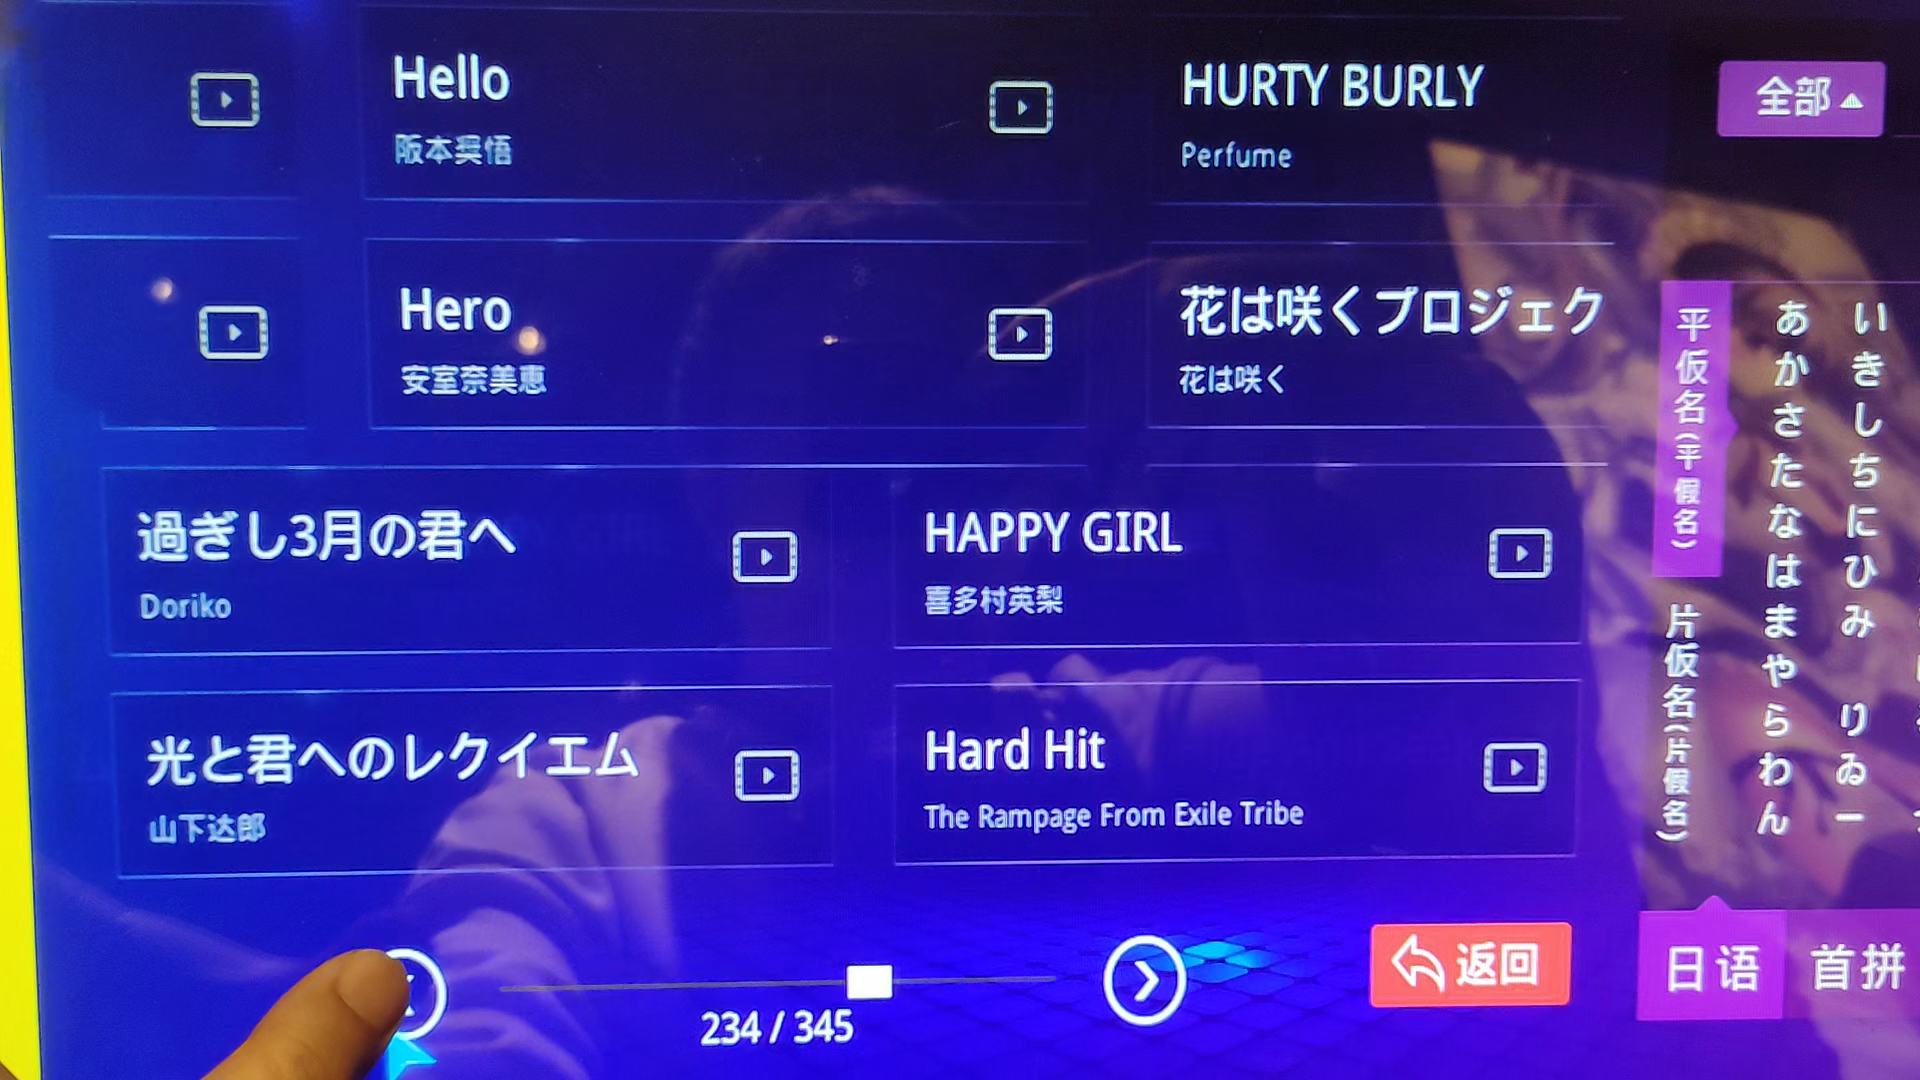 Hello
阪本奨悟
HURTY BURLY
Perfume
全部
Hero
安室奈美恵
花は咲くプロジェク
花は咲く
過ぎし3月の君へ
Doriko
HAPPY GIRL
喜多村英梨
光と君へのレクイエム
山下达郎
Hard Hit
The Rampage From Exile Tribe
平仮名(平假名)
片仮名(片假名)
あかさたなはまやらわん
いきしちにひみ りゐー
234 / 345
返回
日语
首拼